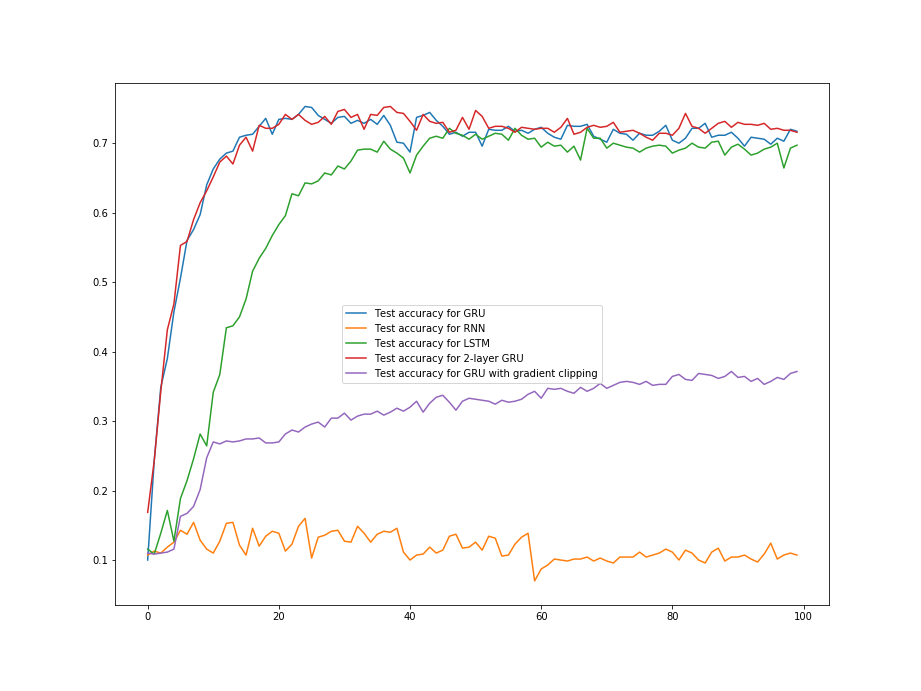 0.7
0.6
0.5
0.4
0.3
0.2
0.1
Test accuracy for GRU
Test accuracy for RNN
Test accuracy for LSTM
Test accuracy for 2-layer GRU
Test accuracy for GRU with gradient clipping
0 20 40 60 80 100